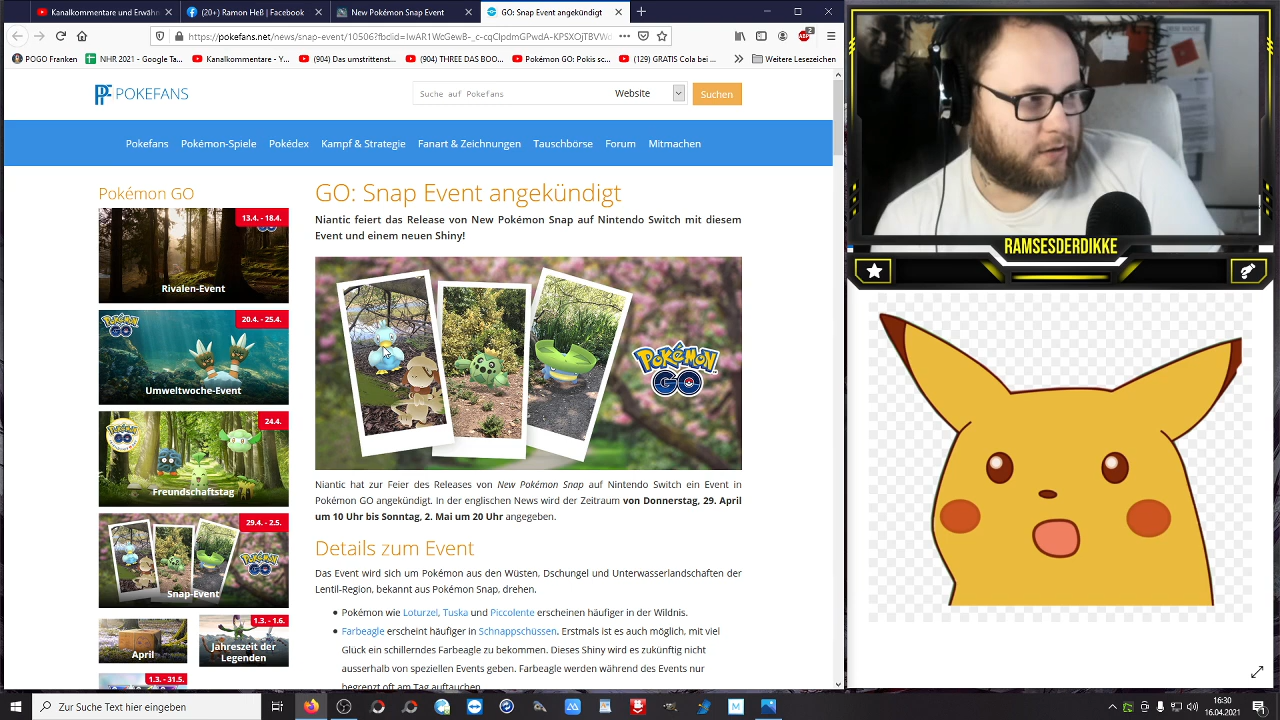 Kanalkommentare und Erwähn
(20+) Ramon Heß | Facebook
New Pokémon Snap Event
GO: Snap Event angekündigt
https://pokefans.net/news/snap-event/10506?fbclid=
POGO Franken
NHR 2021 - Google Ta...
Kanalkommentare - Y...
(904) Das umstrittenst...
(904) THREE DAS BOO...
Pokémon GO: Pokis sc...
(129) GRATIS Cola bei ...
Weitere Lesezeichen
POKEFANS
Suche auf Pokefans
Website
Suchen
Pokefans Pokémon-Spiele Pokédex Kampf & Strategie Fanart & Zeichnungen Tauschbörse Forum Mitmachen
Pokémon GO
13.4. - 18.4.
Rivalen-Event
20.4. - 25.4.
POKÉMON GO
Umweltwoche-Event
24.4.
Freundschaftstag
29.4. - 2.5.
Snap-Event
April
1.3. - 1.6.
Jahreszeit der
Legenden
1.3. - 31.5.
GO: Snap Event angekündigt
Niantic feiert das Release von New Pokémon Snap auf Nintendo Switch mit diesem
Event und einem neuen Shiny!
POKÉMON
GO
Niantic hat zur Feier des Releases von New Pokémon Snap auf Nintendo Switch ein Event in
Pokémon GO angekündigt. In der englischen News wird der Zeitraum von Donnerstag, 29. April
um 10 Uhr bis Sonntag, 2. Mai um 20 Uhr angegeben.
Details zum Event
Das Event wird sich um Pokémon aus den Wüsten, Dschungel und Unterwasserlandschaften der
Lentil-Region, bekannt aus Pokémon Snap, drehen.
Pokémon wie Loturzel, Tuska und Piccolente erscheinen häufiger in der Wildnis.
Farbeagle erscheint häufiger in Schnappschüssen. Erstmals ist es auch möglich, mit viel
Glück ein schillerndes Farbeagle zu bekommen. Dieses Shiny wird es zukünftig nicht
ausserhalb von speziellen Events geben. Farbeagle werden während des Events nur
begrenzt oft am Tag auftauchen.
RAMSESDERDIKKE
Zur Suche Text hier eingeben
16:30
16.04.2021